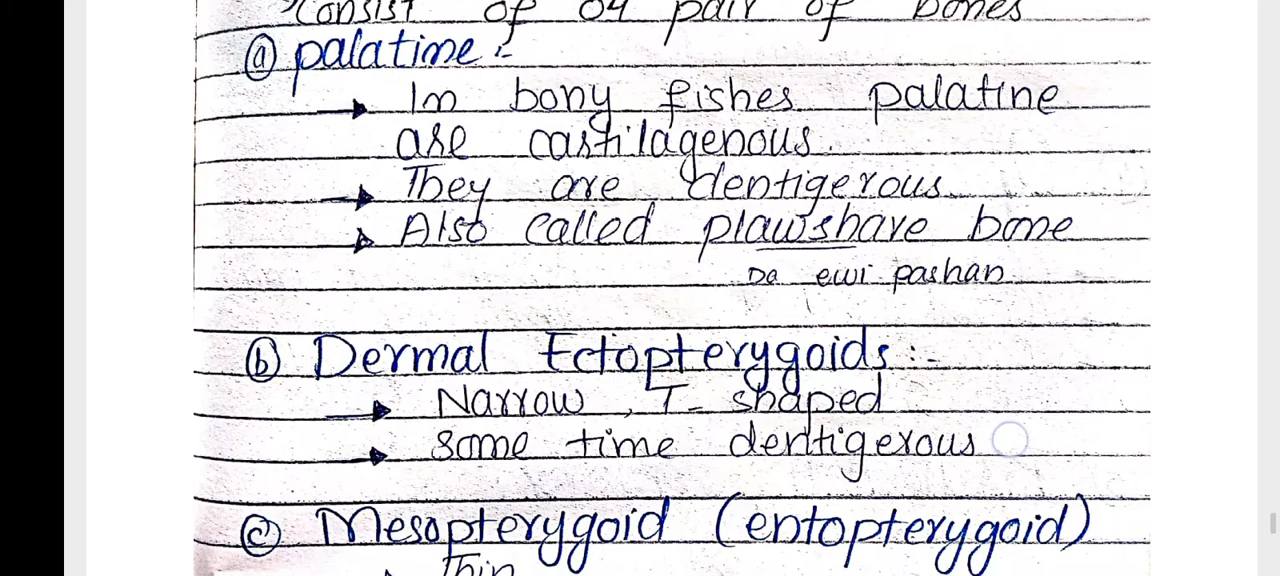 Consist of 04 pair of bones
(a) palatine :-
→ In bony fishes palatine
are cartilagenous.
→ They are dentigerous.
→ Also called plawshare bone
Da ewi pashan
(b) Dermal Ectopterygoids :-
→ Narrow, T- shaped
→ Some time dentigerous
(c) Mesopterygoid (entopterygoid)
→ Thin